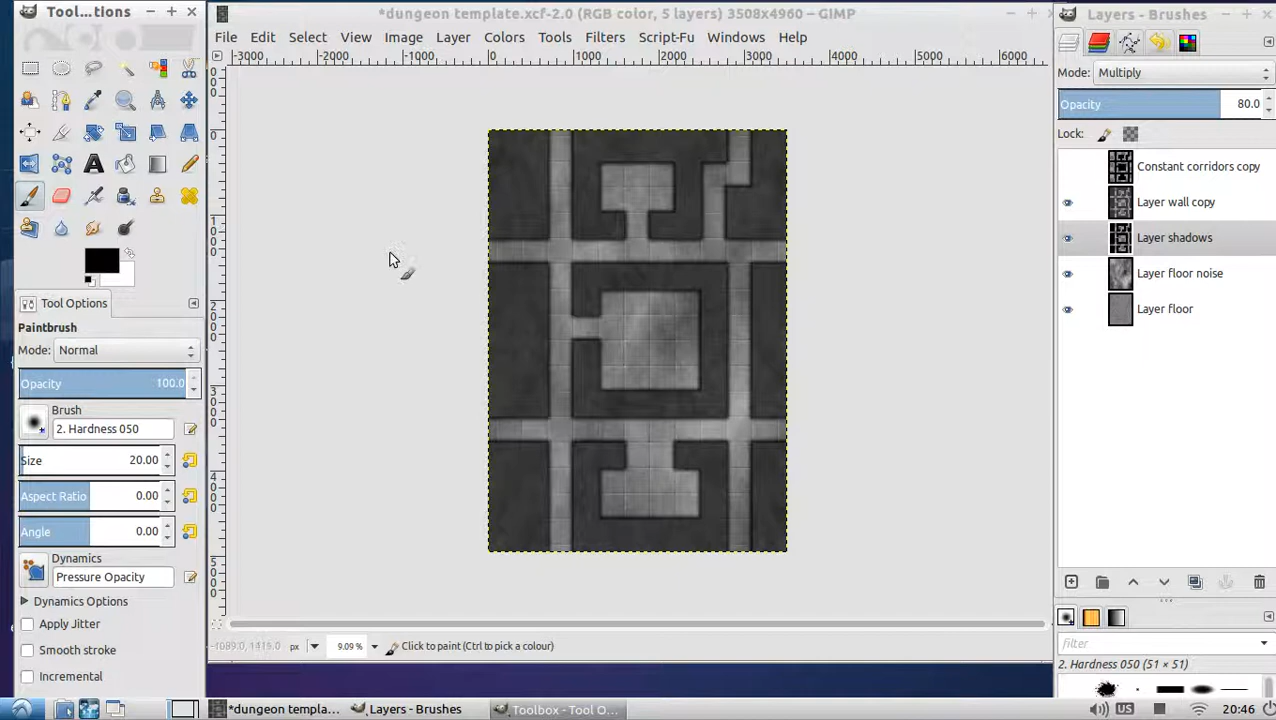 Tool...tions
*dungeon template.xcf-2.0 (RGB color, 5 layers) 3508x4960 – GIMP
Layers - Brushes
File Edit Select View Image Layer Colors Tools Filters Script-Fu Windows Help
-3000 -2000 -1000 0 1000 2000 3000 4000 5000 6000
Mode: Multiply
Opacity 80.0
Lock:
Constant corridors copy
Layer wall copy
Layer shadows
Layer floor noise
Layer floor
Tool Options
Paintbrush
Mode: Normal
Opacity 100.0
Brush
2. Hardness 050
Size 20.00
Aspect Ratio 0.00
Angle 0.00
Dynamics
Pressure Opacity
Dynamics Options
Apply Jitter
Smooth stroke
Incremental
px 9.09 % Click to paint (Ctrl to pick a colour)
filter
2. Hardness 050 (51 × 51)
*dungeon templa... Layers - Brushes Toolbox - Tool O... US 20:46